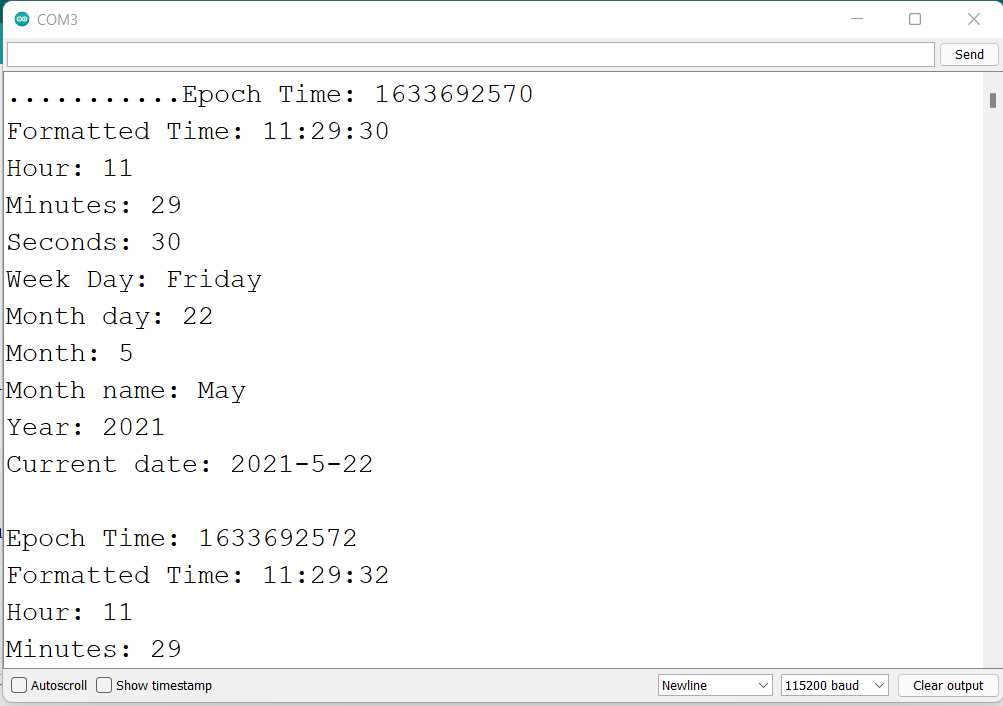 COM3
Send
...........Epoch Time: 1633692570
Formatted Time: 11:29:30
Hour: 11
Minutes: 29
Seconds: 30
Week Day: Friday
Month day: 22
Month: 5
Month name: May
Year: 2021
Current date: 2021-5-22
Epoch Time: 1633692572
Formatted Time: 11:29:32
Hour: 11
Minutes: 29
Autoscroll Show timestamp Newline 115200 baud Clear output